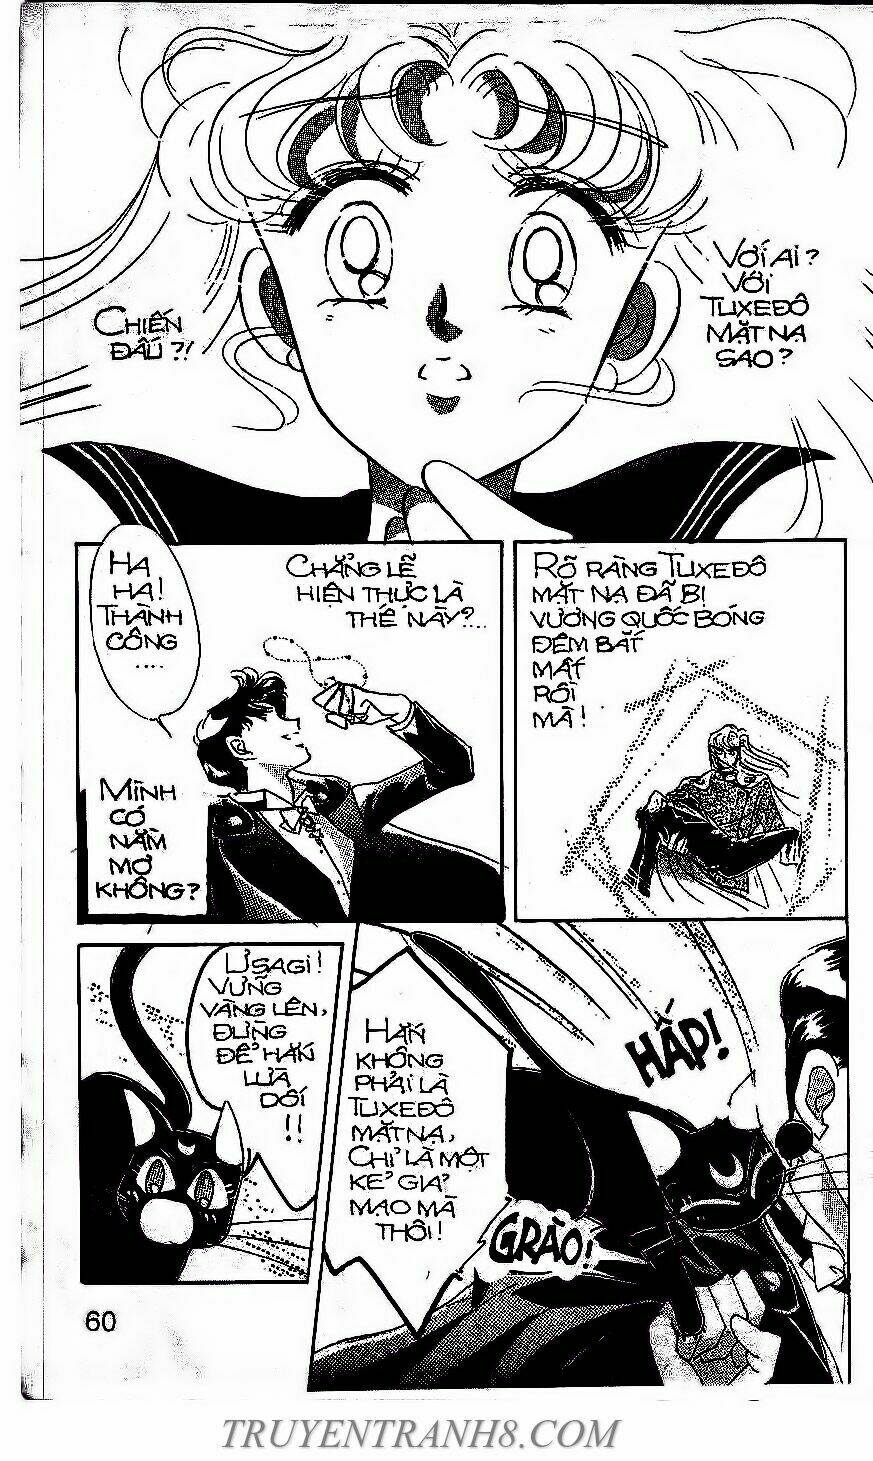 CHIẾN
ĐẤU?!
VỚI AI?
VỚI
TUXEĐÔ
MẶT NẠ
SAO?
HA
HA!
THÀNH
CÔNG
....
CHẲNG LẼ
HIỆN THỰC LÀ
THẾ NÀY?....
MÌNH
CÓ
NẰM
MƠ
KHÔNG?
RÕ RÀNG TUXEĐÔ
MẶT NẠ ĐÃ BỊ
VƯƠNG QUỐC BÓNG
ĐÊM BẮT
MẤT
RỒI
MÀ!
USAGI!
VỮNG
VÀNG LÊN,
ĐỪNG
ĐỂ HẮN
LỪA
DỐI
!!
HẮN
KHÔNG
PHẢI LÀ
TUXEĐÔ
MẶT NẠ,
CHỈ LÀ MỘT
KẺ GIẢ
MẠO MÀ
THÔI!
HẤP!
GRÀO!
60
TRUYENTRANH8.COM